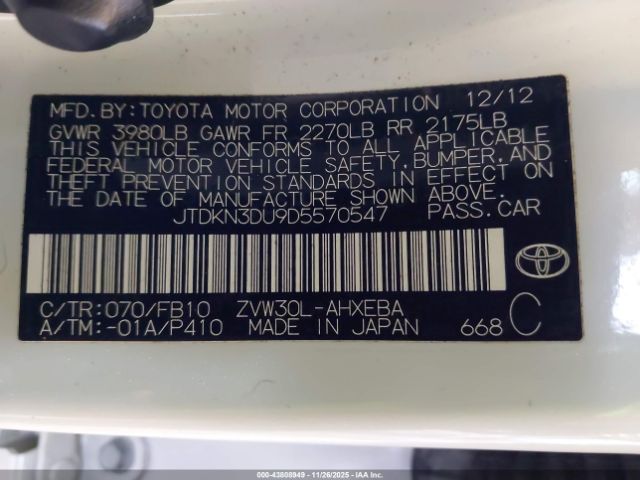 MFD.BY:TOYOTA MOTOR CORPORATION 12/12
GVWR 3980LB GAWR FR 2270LB RR 2175LB
THIS VEHICLE CONFORMS TO ALL APPLICABLE
FEDERAL MOTOR VEHICLE SAFETY,BUMPER,AND
THEFT PREVENTION STANDARDS IN EFFECT ON
THE DATE OF MANUFACTURE SHOWN ABOVE.
JTDKN3DU9D5570547 PASS.CAR
C/TR:070/FB10 ZVW30L-AHXEBA
A/TM:-01A/P410 MADE IN JAPAN 668 C
000-43808949 | 11/26/2025 | IAA Inc.